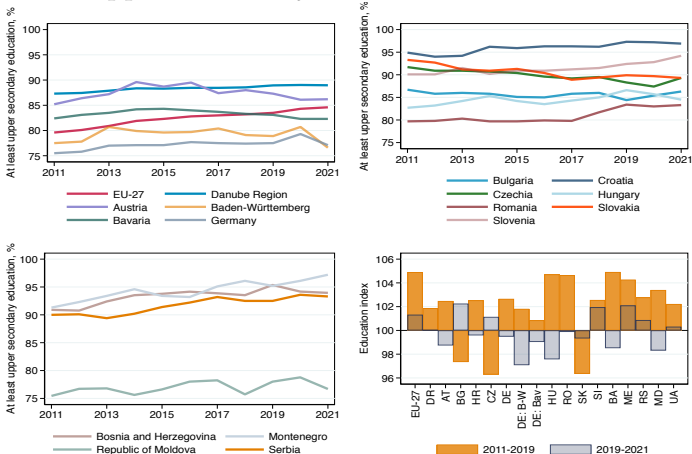 At least upper secondary education, %
100
95
90
85
80
75
2011 2013 2015 2017 2019 2021
EU-27 Danube Region
Austria Baden-Württemberg
Bavaria Germany
At least upper secondary education, %
100
95
90
85
80
75
2011 2013 2015 2017 2019 2021
Bulgaria Croatia
Czechia Hungary
Romania Slovakia
Slovenia
At least upper secondary education, %
100
95
90
85
80
75
2011 2013 2015 2017 2019 2021
Bosnia and Herzegovina Montenegro
Republic of Moldova Serbia
Education index
106
104
102
100
98
96
EU-27 DR AT BG HR CZ DE DE: B-W DE: Bav HU RO SK SI BA ME RS MD UA
2011-2019 2019-2021